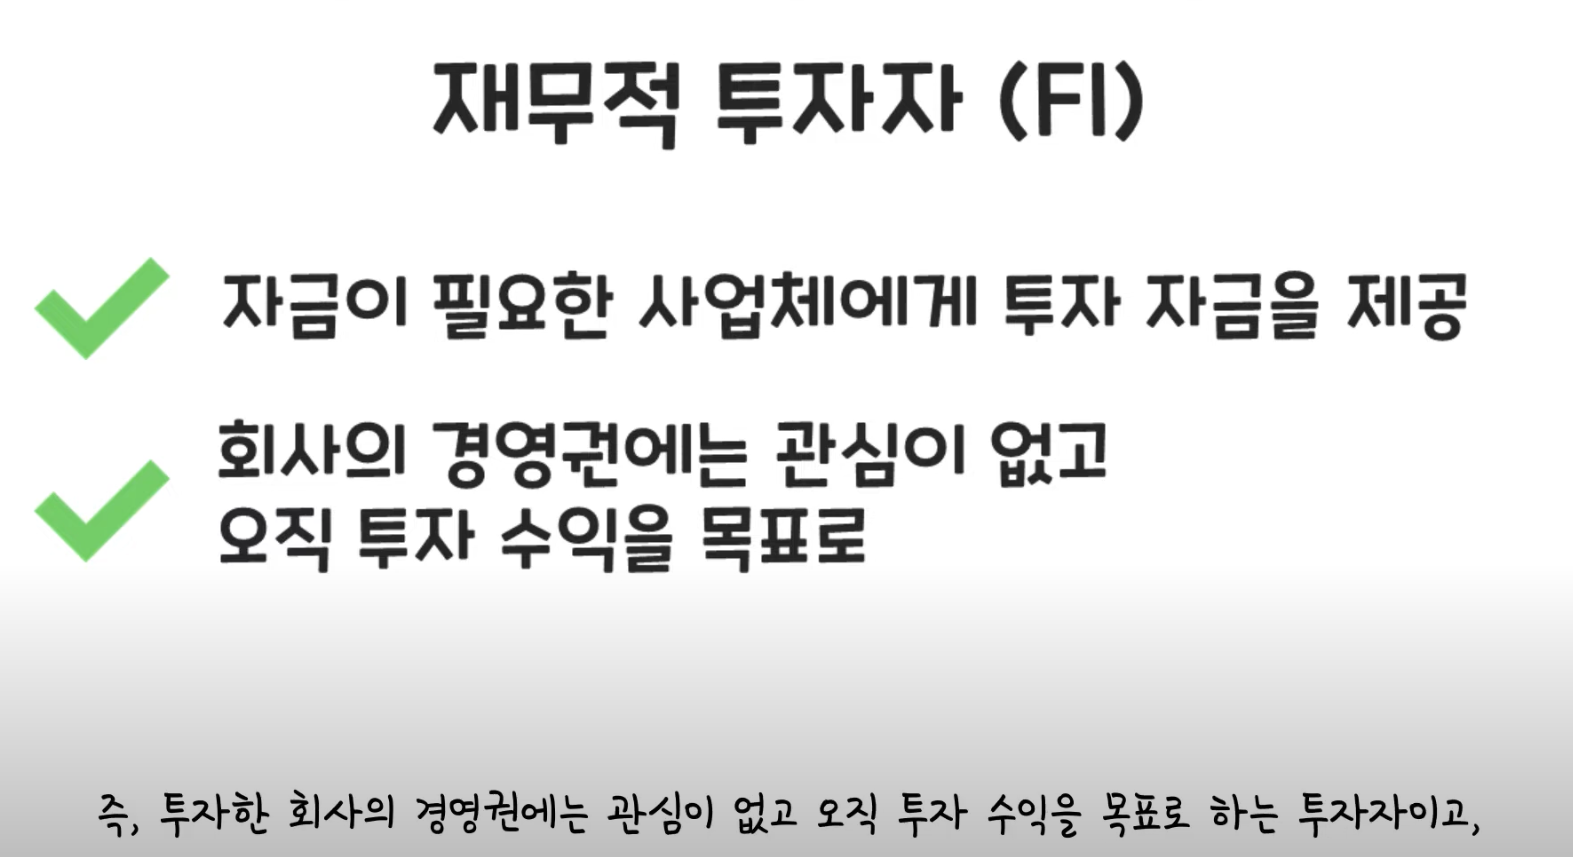 재무적 투자자 (FI)
자금이 필요한 사업체에게 투자 자금을 제공
회사의 경영권에는 관심이 없고
오직 투자 수익을 목표로
즉, 투자한 회사의 경영권에는 관심이 없고 오직 투자 수익을 목표로 하는 투자자이고,